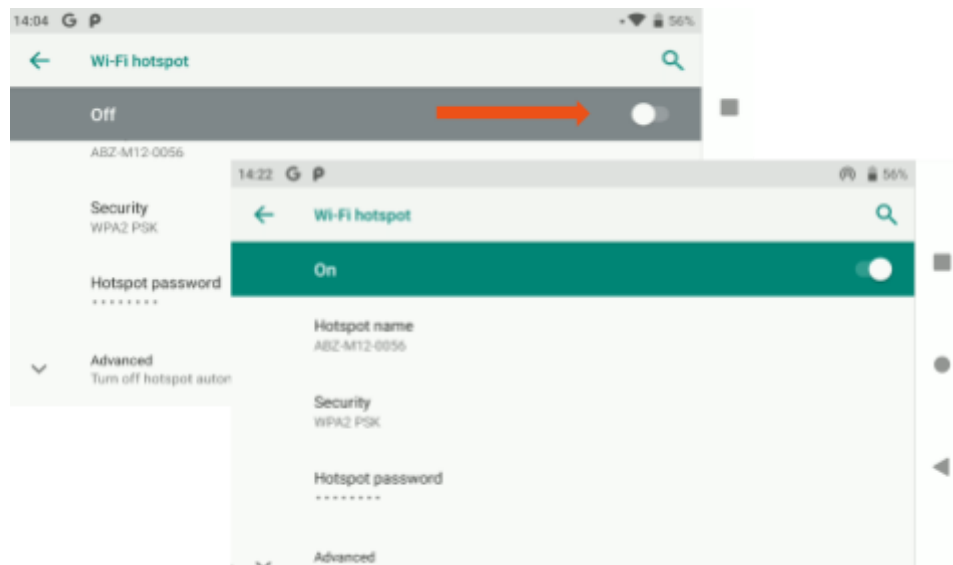 14:04 G P 56%
Wi-Fi hotspot
Off
ABZ-M12-0056
Security
WPA2 PSK
Hotspot password
********
Advanced
Turn off hotspot autom
14:22 G P 56%
Wi-Fi hotspot
On
Hotspot name
ABZ-M12-0056
Security
WPA2 PSK
Hotspot password
********
Advanced